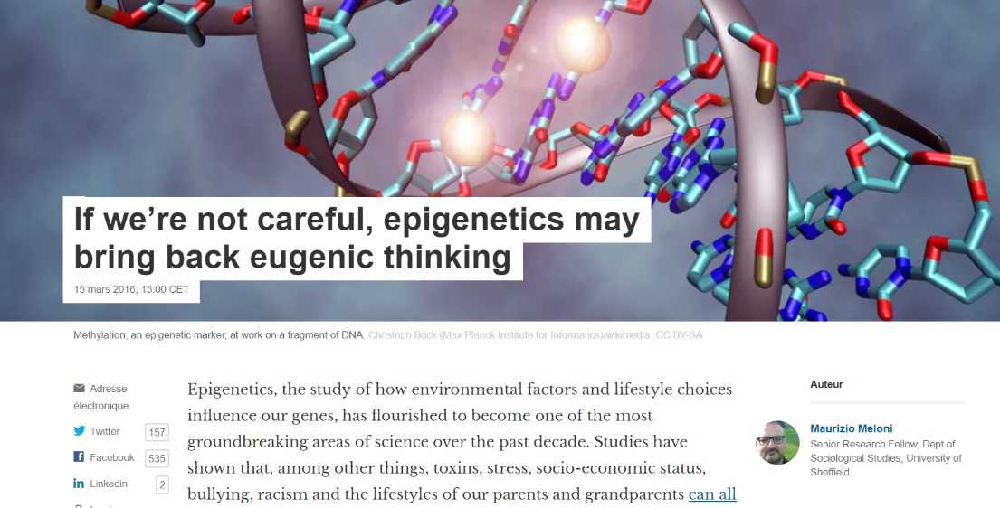 If we're not careful, epigenetics may
bring back eugenic thinking
15 mars 2016, 15:00 CET
Methylation, an epigenetic marker, at work on a fragment of DNA. Christoph Bock (Max Planck Institute for Informatics)/wikimedia, CC BY-SA
Adresse
électronique
Twitter 157
Facebook 535
Linkedin 2
Epigenetics, the study of how environmental factors and lifestyle choices
influence our genes, has flourished to become one of the most
groundbreaking areas of science over the past decade. Studies have
shown that, among other things, toxins, stress, socio-economic status,
bullying, racism and the lifestyles of our parents and grandparents can all
Auteur
Maurizio Meloni
Senior Research Fellow, Dept of
Sociological Studies, University of
Sheffield